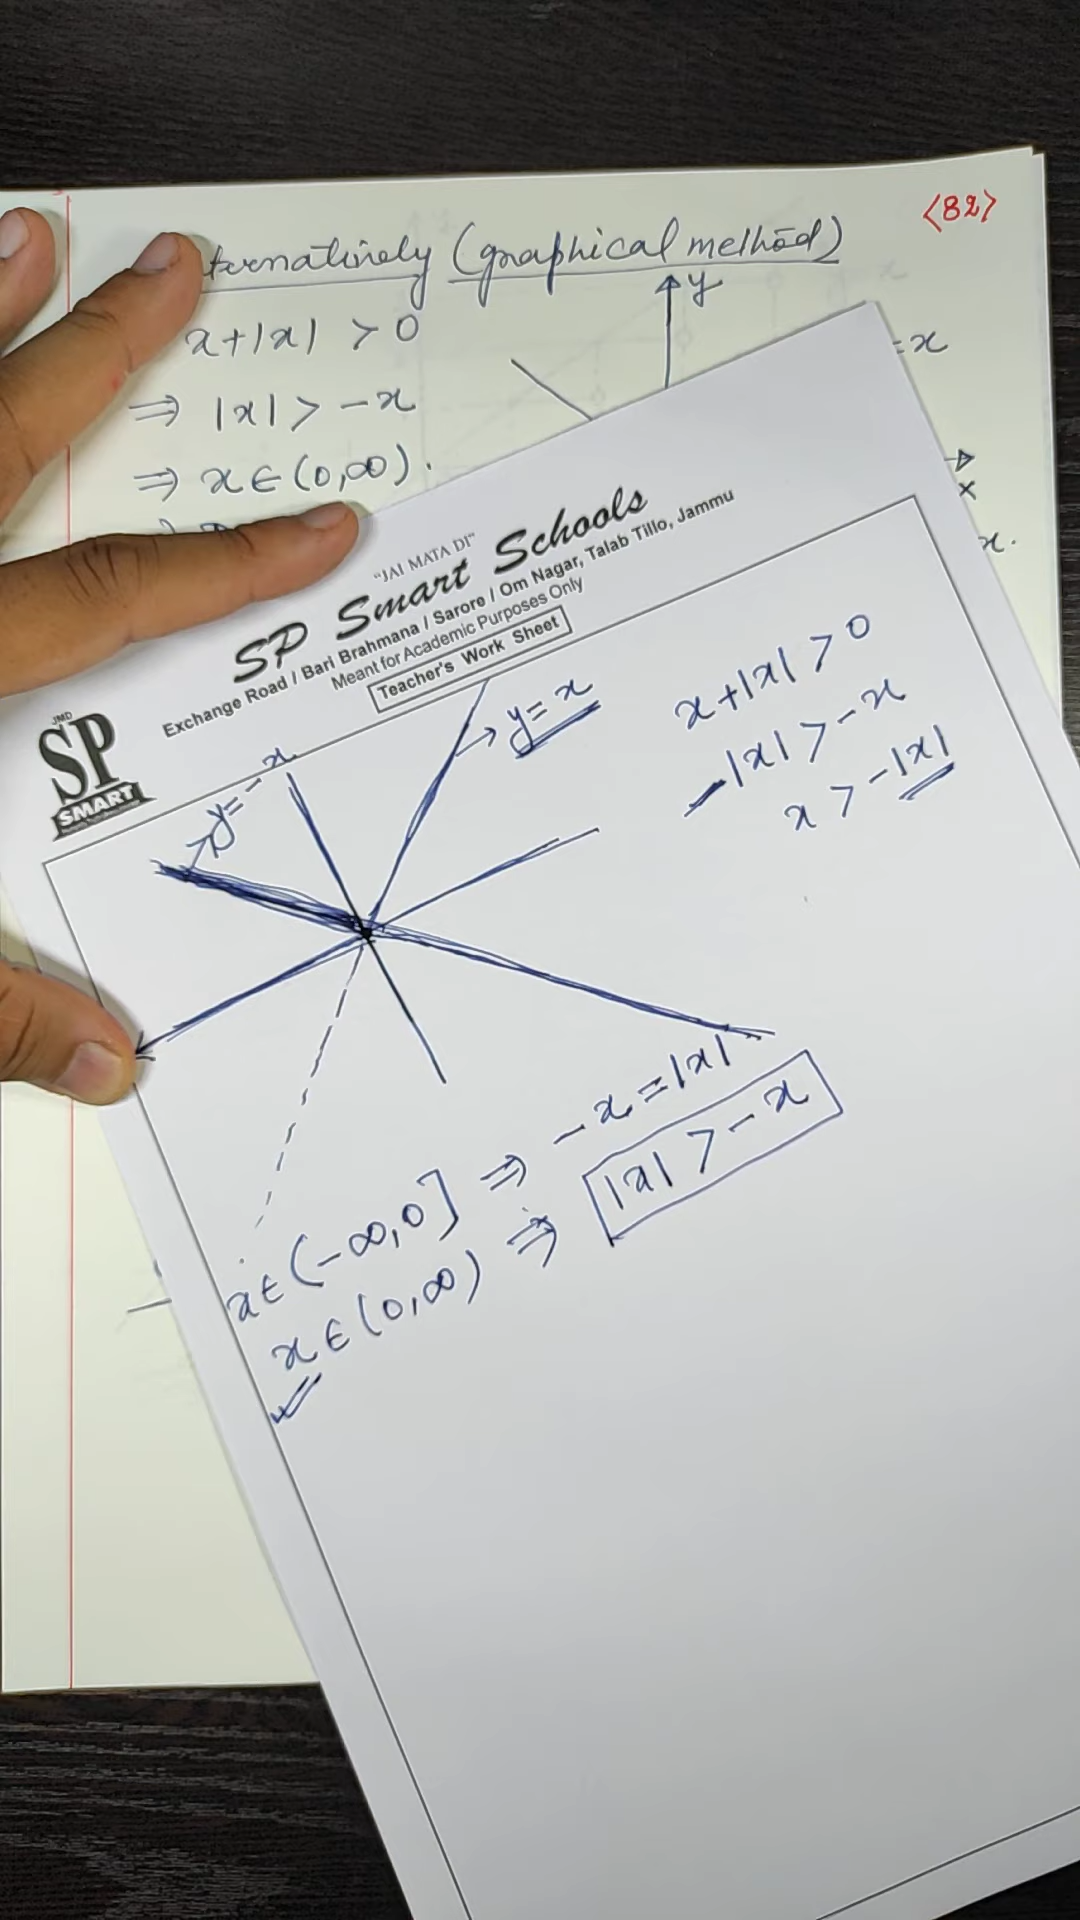 <82>
ternatively (graphical method)
y
x+|x| > 0
=x
⇒ |x| > -x
⇒ x∈(0,∞).
x
x.
"JAI MATA DI"
SP Smart Schools
Exchange Road / Bari Brahmana / Sarore / Om Nagar, Talab Tillo, Jammu
Meant for Academic Purposes Only
Teacher's Work Sheet
JMD
SP
SMART
y=-x
y=x
x+|x| > 0
|x| > -x
x > -|x|
x∈(-∞,0] ⇒ -x=|x|
x∈(0,∞) ⇒ |x| > -x